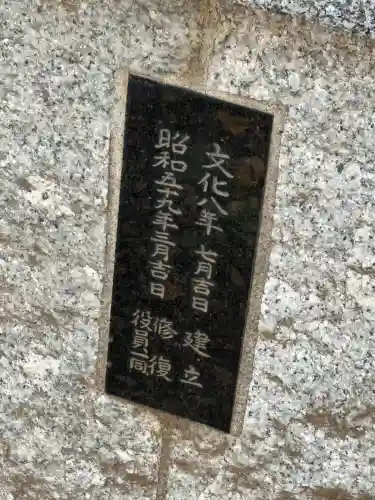 文化八年 七月吉日 建立
昭和五十九年三月吉日 修復
役員一同